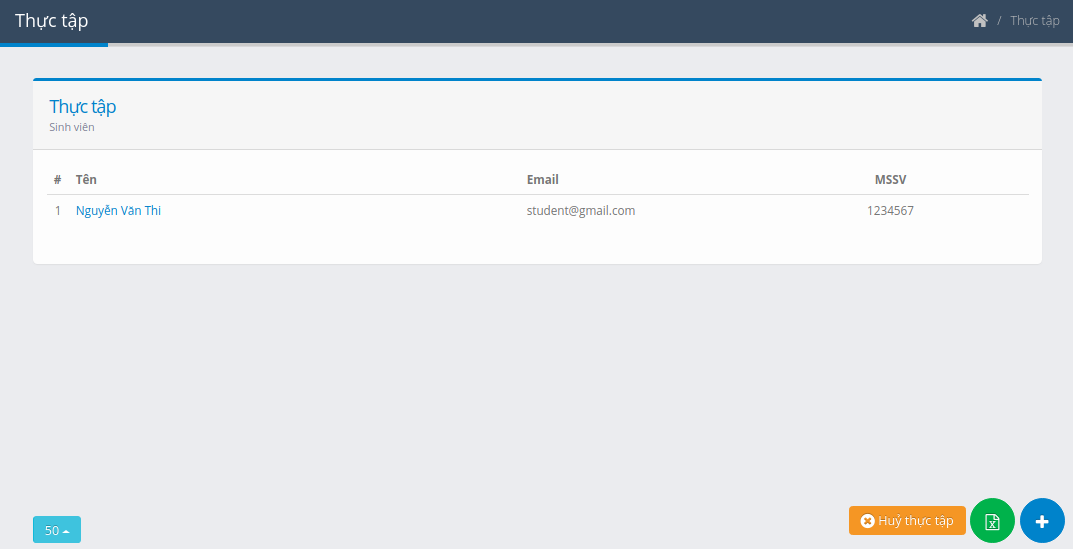 Thực tập
/ Thực tập
Thực tập
Sinh viên
# Tên Email MSSV
1 Nguyễn Văn Thi student@gmail.com 1234567
50
Huỷ thực tập